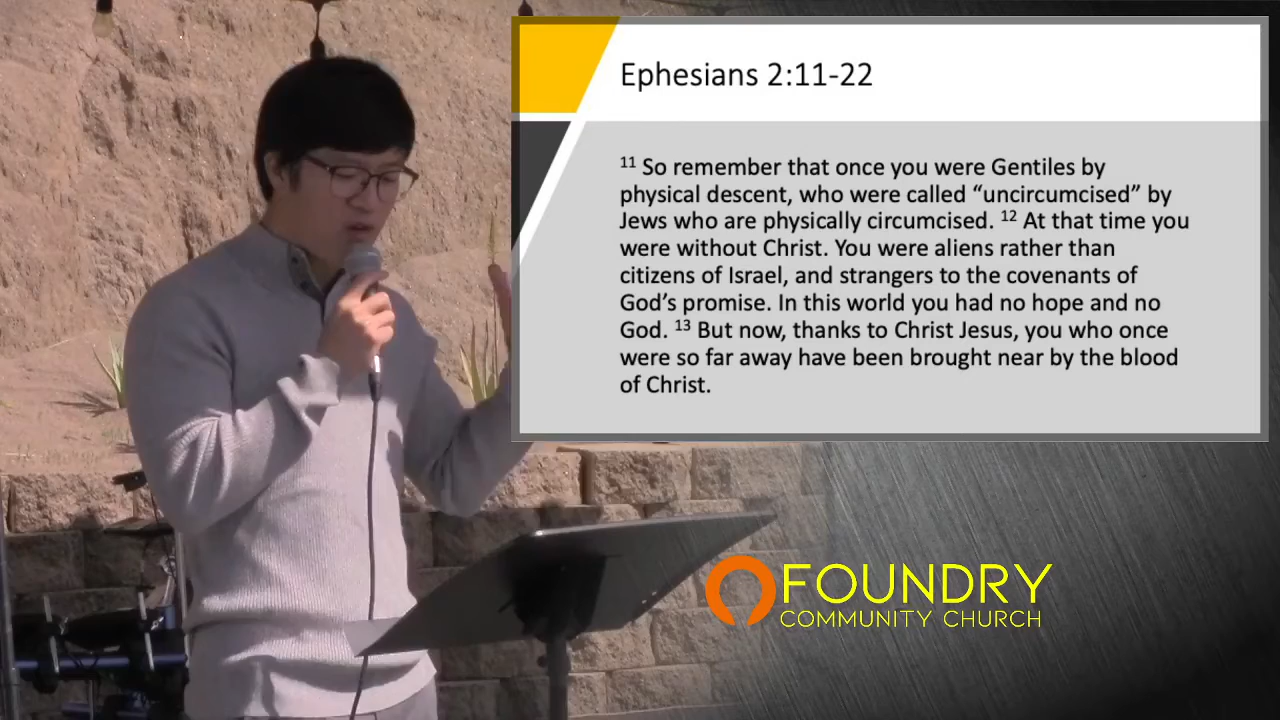 Ephesians 2:11-22
¹¹ So remember that once you were Gentiles by
physical descent, who were called “uncircumcised” by
Jews who are physically circumcised. ¹² At that time you
were without Christ. You were aliens rather than
citizens of Israel, and strangers to the covenants of
God’s promise. In this world you had no hope and no
God. ¹³ But now, thanks to Christ Jesus, you who once
were so far away have been brought near by the blood
of Christ.
FOUNDRY
COMMUNITY CHURCH